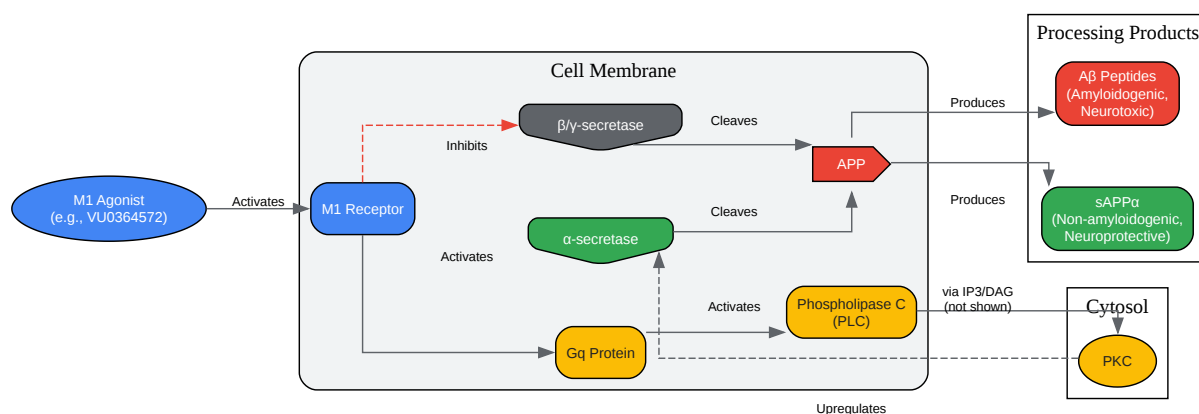 Processing Products
Cell Membrane
Aβ Peptides
(Amyloidogenic,
Neurotoxic)
Produces
β/γ-secretase
Cleaves
Inhibits
APP
M1 Agonist
(e.g., VU0364572)
Activates
M1 Receptor
Produces
sAPPα
(Non-amyloidogenic,
Neuroprotective)
Cleaves
α-secretase
Activates
via IP3/DAG
(not shown)
Cytosol
Activates
Phospholipase C
(PLC)
Gq Protein
PKC
Upregulates